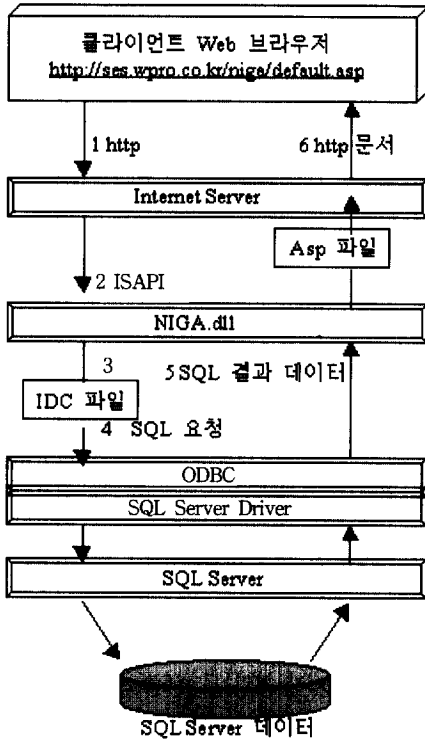 클라이언트 Web 브라우저
http://ses.wpro.co.kr/niga/default.asp
1 http
6 http 문서
Internet Server
Asp 파일
2 ISAPI
NIGA.dll
3
5 SQL 결과 데이터
IDC 파일
4 SQL 요청
ODBC
SQL Server Driver
SQL Server
SQL Server 데이터